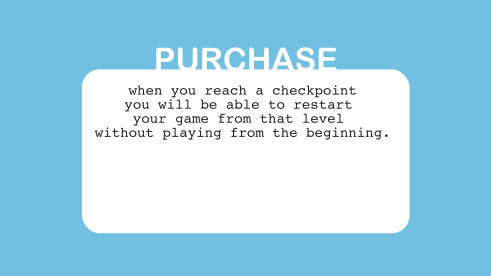 PURCHASE
when you reach a checkpoint
you will be able to restart
your game from that level
without playing from the beginning.